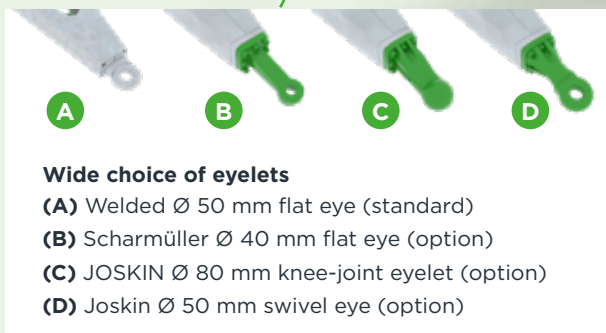 A B C D
Wide choice of eyelets
(A) Welded Ø 50 mm flat eye (standard)
(B) Scharmüller Ø 40 mm flat eye (option)
(C) JOSKIN Ø 80 mm knee-joint eyelet (option)
(D) Joskin Ø 50 mm swivel eye (option)